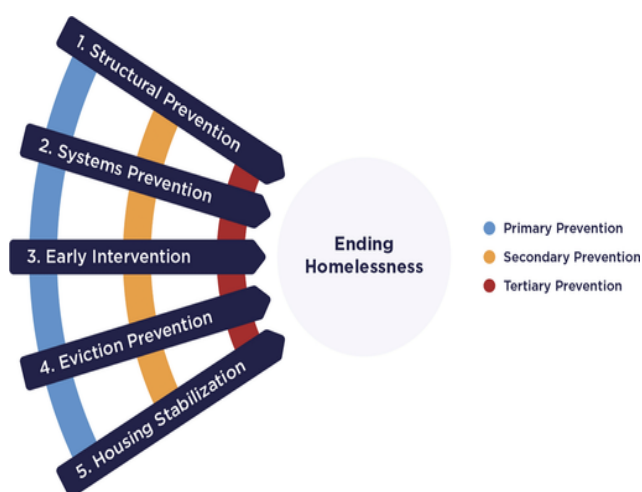 1. Structural Prevention
2. Systems Prevention
3. Early Intervention
4. Eviction Prevention
5. Housing Stabilization
Ending
Homelessness
Primary Prevention
Secondary Prevention
Tertiary Prevention